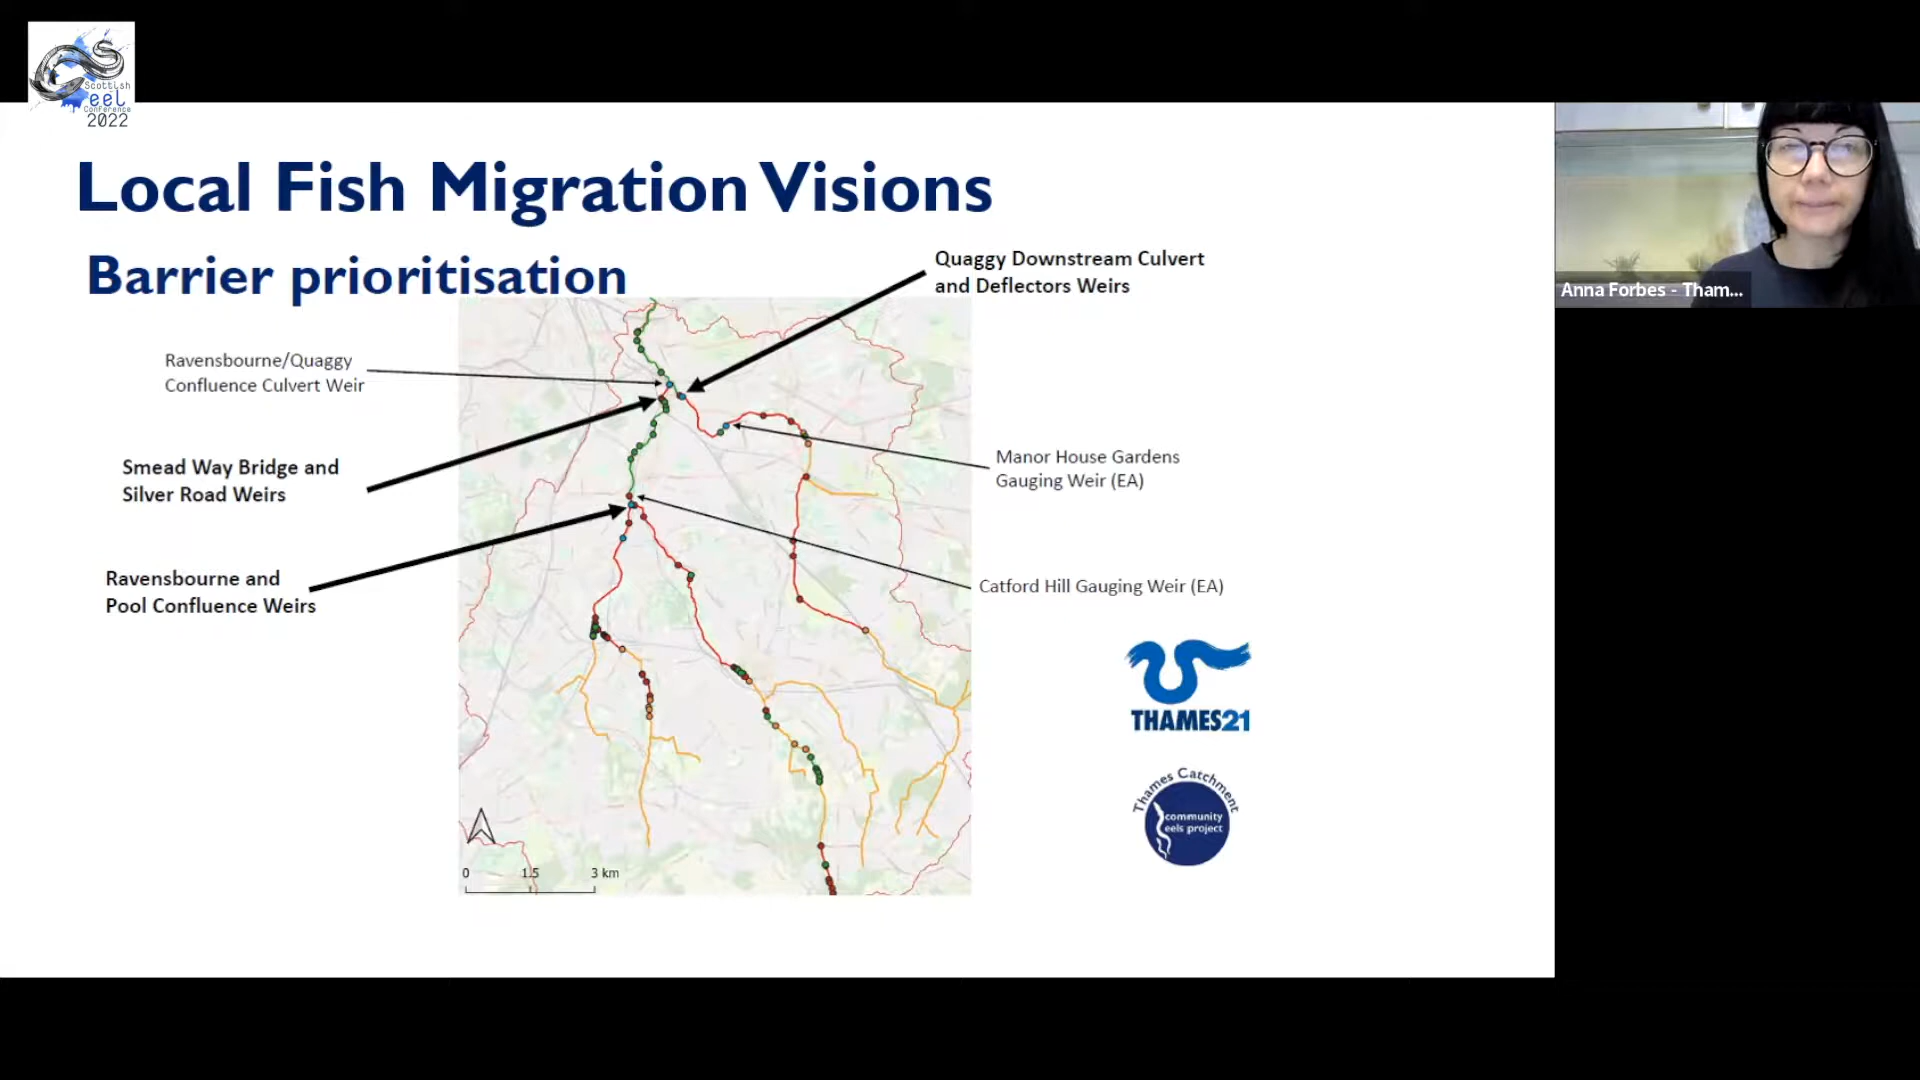 Scottish
eel
Conference
2022
Local Fish Migration Visions
Barrier prioritisation
Quaggy Downstream Culvert
and Deflectors Weirs
Ravensbourne/Quaggy
Confluence Culvert Weir
Smead Way Bridge and
Silver Road Weirs
Manor House Gardens
Gauging Weir (EA)
Ravensbourne and
Pool Confluence Weirs
Catford Hill Gauging Weir (EA)
THAMES21
Thames Catchment
community
eels project
0 1.5 3 km
Anna Forbes - Tham...